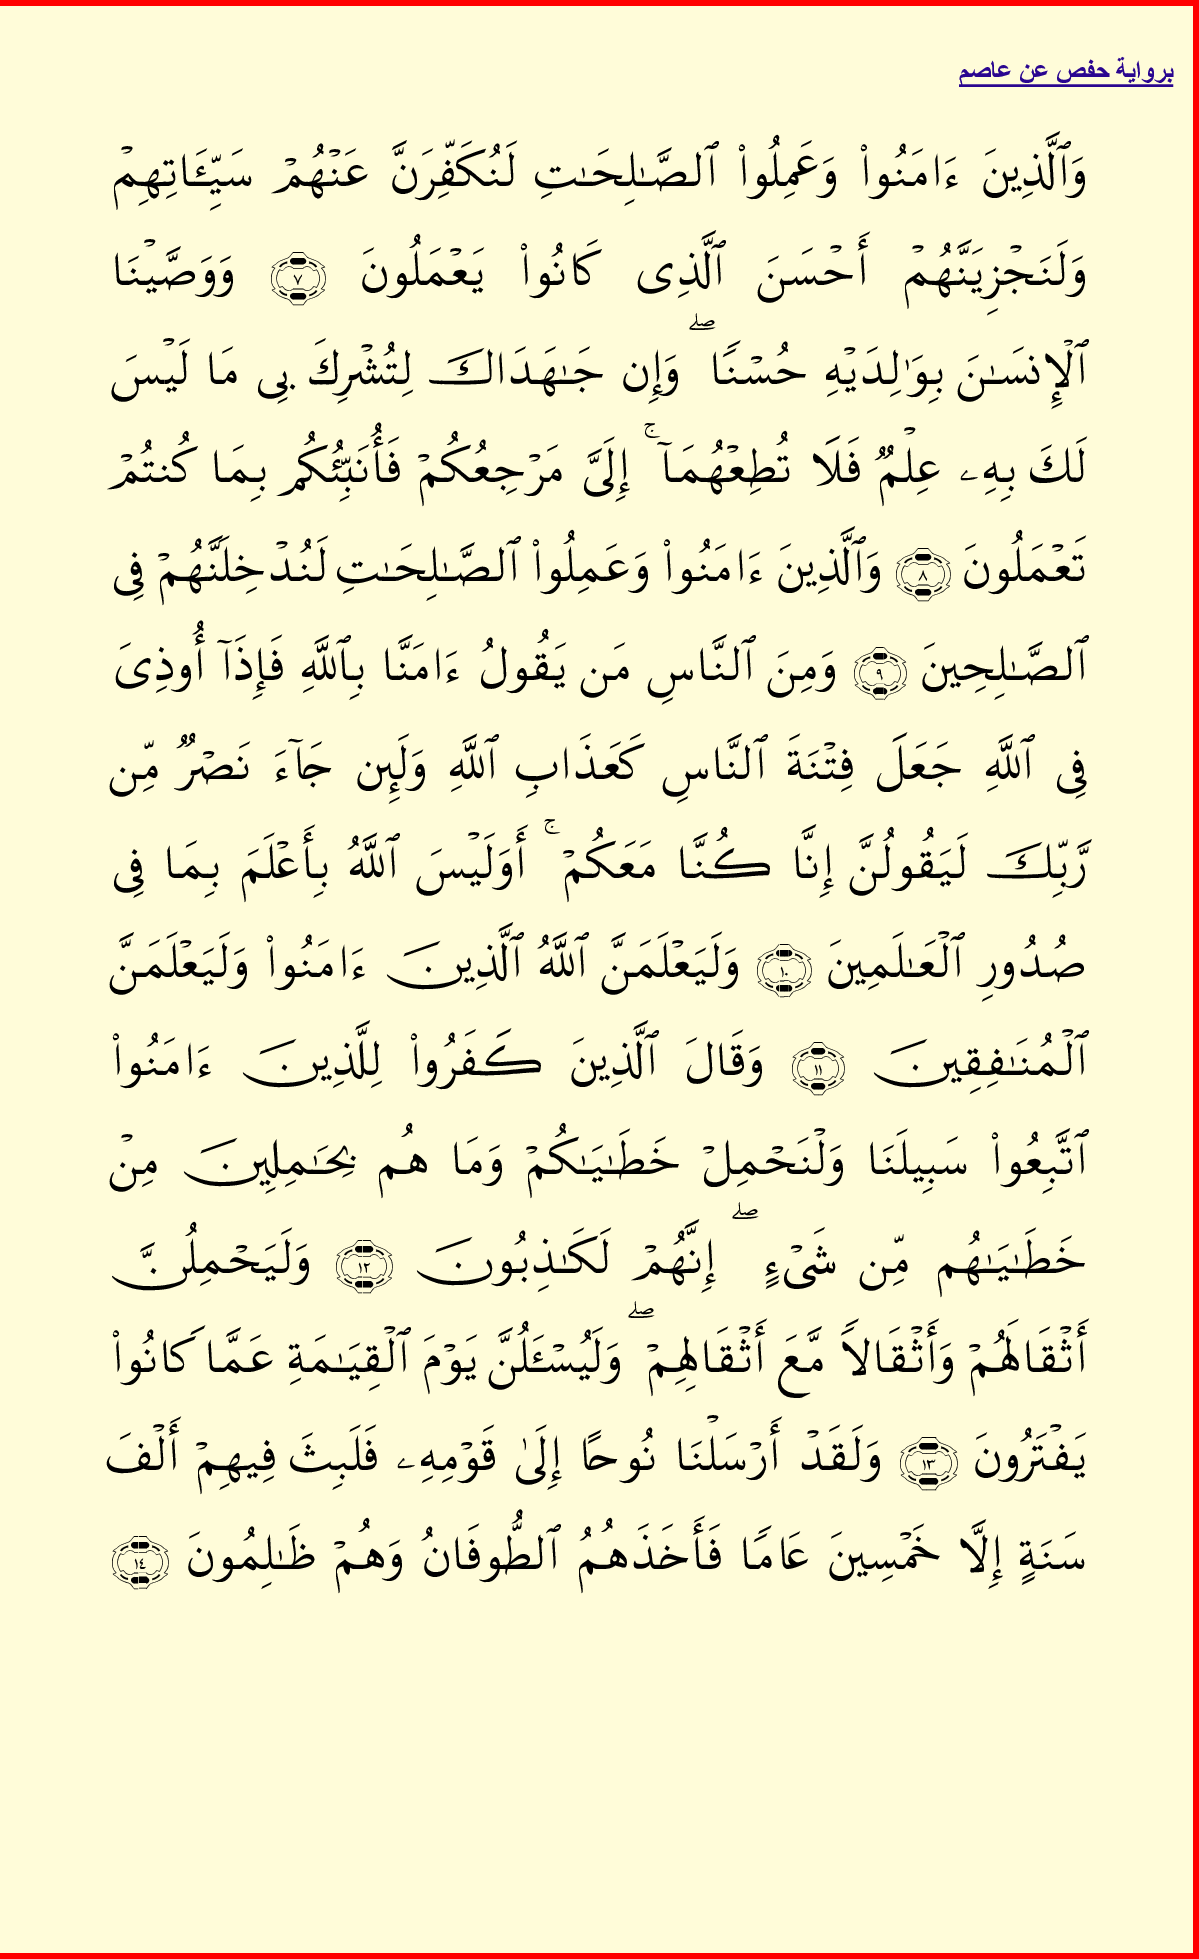 برواية حفص عن عاصم
وَٱلَّذِينَ ءَامَنُوا۟ وَعَمِلُوا۟ ٱلصَّـٰلِحَـٰتِ لَنُكَفِّرَنَّ عَنْهُمْ سَيِّـَٔاتِهِمْ
وَلَنَجْزِيَنَّهُمْ أَحْسَنَ ٱلَّذِى كَانُوا۟ يَعْمَلُونَ ٧ وَوَصَّيْنَا
ٱلْإِنسَـٰنَ بِوَٰلِدَيْهِ حُسْنًا ۖ وَإِن جَـٰهَدَاكَ لِتُشْرِكَ بِى مَا لَيْسَ
لَكَ بِهِۦ عِلْمٌ فَلَا تُطِعْهُمَآ ۚ إِلَىَّ مَرْجِعُكُمْ فَأُنَبِّئُكُم بِمَا كُنتُمْ
تَعْمَلُونَ ٨ وَٱلَّذِينَ ءَامَنُوا۟ وَعَمِلُوا۟ ٱلصَّـٰلِحَـٰتِ لَنُدْخِلَنَّهُمْ فِى
ٱلصَّـٰلِحِينَ ٩ وَمِنَ ٱلنَّاسِ مَن يَقُولُ ءَامَنَّا بِٱللَّهِ فَإِذَآ أُوذِىَ
فِى ٱللَّهِ جَعَلَ فِتْنَةَ ٱلنَّاسِ كَعَذَابِ ٱللَّهِ وَلَئِن جَآءَ نَصْرٌ مِّن
رَّبِّكَ لَيَقُولُنَّ إِنَّا كُنَّا مَعَكُمْ ۚ أَوَلَيْسَ ٱللَّهُ بِأَعْلَمَ بِمَا فِى
صُدُورِ ٱلْعَـٰلَمِينَ ١٠ وَلَيَعْلَمَنَّ ٱللَّهُ ٱلَّذِينَ ءَامَنُوا۟ وَلَيَعْلَمَنَّ
ٱلْمُنَـٰفِقِينَ ١١ وَقَالَ ٱلَّذِينَ كَفَرُوا۟ لِلَّذِينَ ءَامَنُوا۟
ٱتَّبِعُوا۟ سَبِيلَنَا وَلْنَحْمِلْ خَطَـٰيَـٰكُمْ وَمَا هُم بِحَـٰمِلِينَ مِنْ
خَطَـٰيَـٰهُم مِّن شَىْءٍ ۖ إِنَّهُمْ لَكَـٰذِبُونَ ١٢ وَلَيَحْمِلُنَّ
أَثْقَالَهُمْ وَأَثْقَالًا مَّعَ أَثْقَالِهِمْ ۖ وَلَيُسْـَٔلُنَّ يَوْمَ ٱلْقِيَـٰمَةِ عَمَّا كَانُوا۟
يَفْتَرُونَ ١٣ وَلَقَدْ أَرْسَلْنَا نُوحًا إِلَىٰ قَوْمِهِۦ فَلَبِثَ فِيهِمْ أَلْفَ
سَنَةٍ إِلَّا خَمْسِينَ عَامًا فَأَخَذَهُمُ ٱلطُّوفَانُ وَهُمْ ظَـٰلِمُونَ ١٤